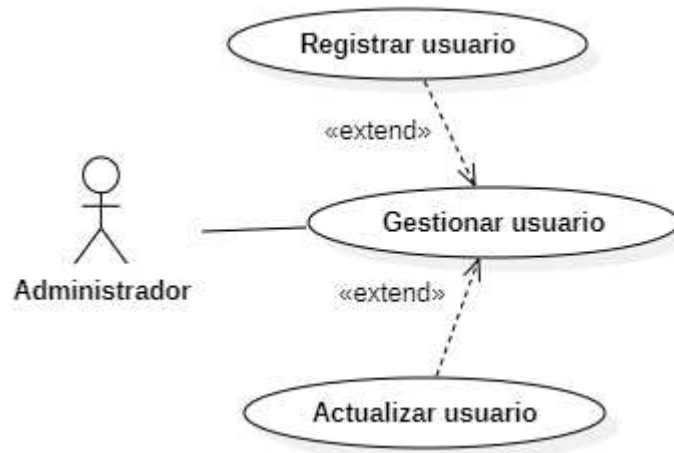 Registrar usuario
«extend»
Gestionar usuario
Administrador
«extend»
Actualizar usuario